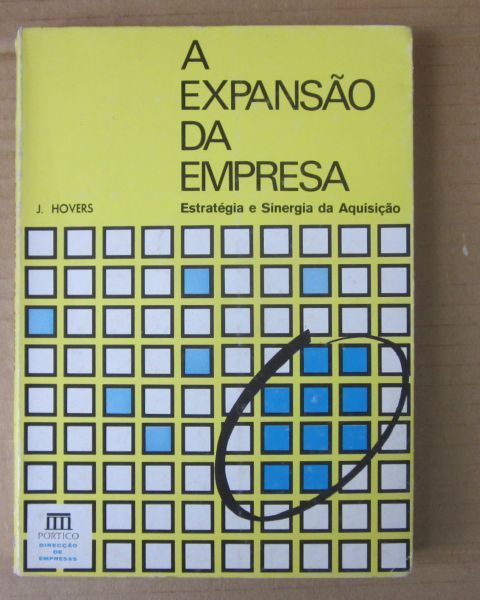 A
EXPANSÃO
DA
EMPRESA
J. HOVERS
Estratégia e Sinergia da Aquisição
PÓRTICO
DIRECÇÃO
DE
EMPRESAS